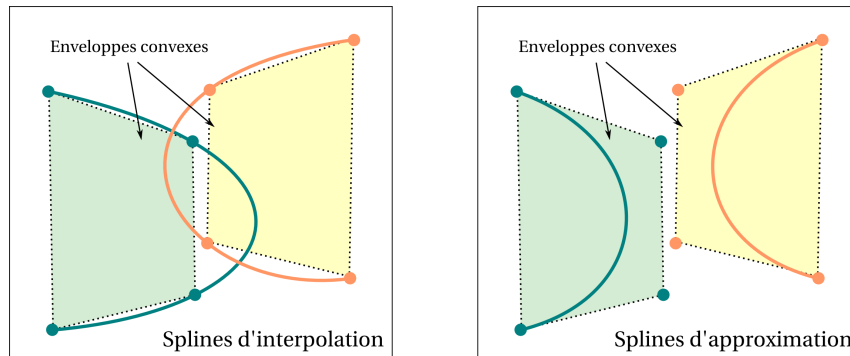 Enveloppes convexes
Splines d'interpolation
Enveloppes convexes
Splines d'approximation